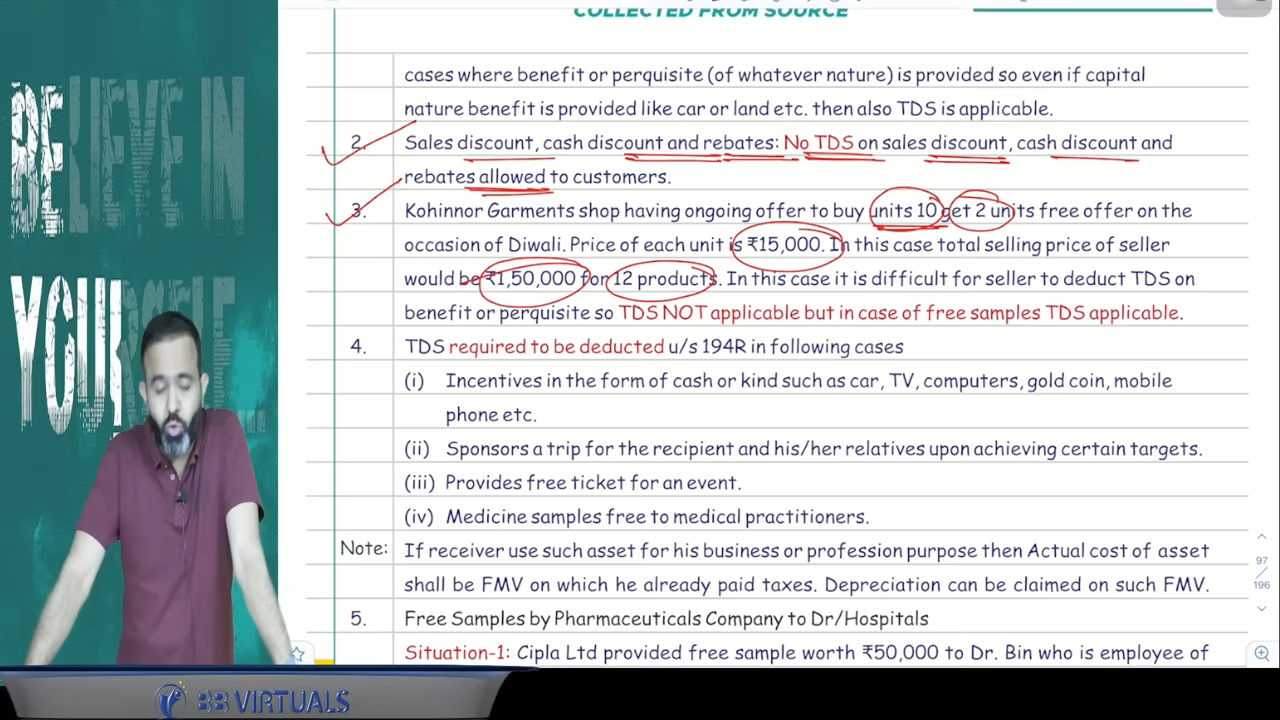 COLLECTED FROM SOURCE
cases where benefit or perquisite (of whatever nature) is provided so even if capital
nature benefit is provided like car or land etc. then also TDS is applicable.
2. Sales discount, cash discount and rebates: No TDS on sales discount, cash discount and
rebates allowed to customers.
3. Kohinnor Garments shop having ongoing offer to buy units 10 get 2 units free offer on the
occasion of Diwali. Price of each unit is ₹15,000. In this case total selling price of seller
would be ₹1,50,000 for 12 products. In this case it is difficult for seller to deduct TDS on
benefit or perquisite so TDS NOT applicable but in case of free samples TDS applicable.
4. TDS required to be deducted u/s 194R in following cases
(i) Incentives in the form of cash or kind such as car, TV, computers, gold coin, mobile
phone etc.
(ii) Sponsors a trip for the recipient and his/her relatives upon achieving certain targets.
(iii) Provides free ticket for an event.
(iv) Medicine samples free to medical practitioners.
Note: If receiver use such asset for his business or profession purpose then Actual cost of asset
shall be FMV on which he already paid taxes. Depreciation can be claimed on such FMV.
5. Free Samples by Pharmaceuticals Company to Dr/Hospitals
Situation-1: Cipla Ltd provided free sample worth ₹50,000 to Dr. Bin who is employee of
97
/
196
BELIEVE IN
YOURSELF...
BB VIRTUALS